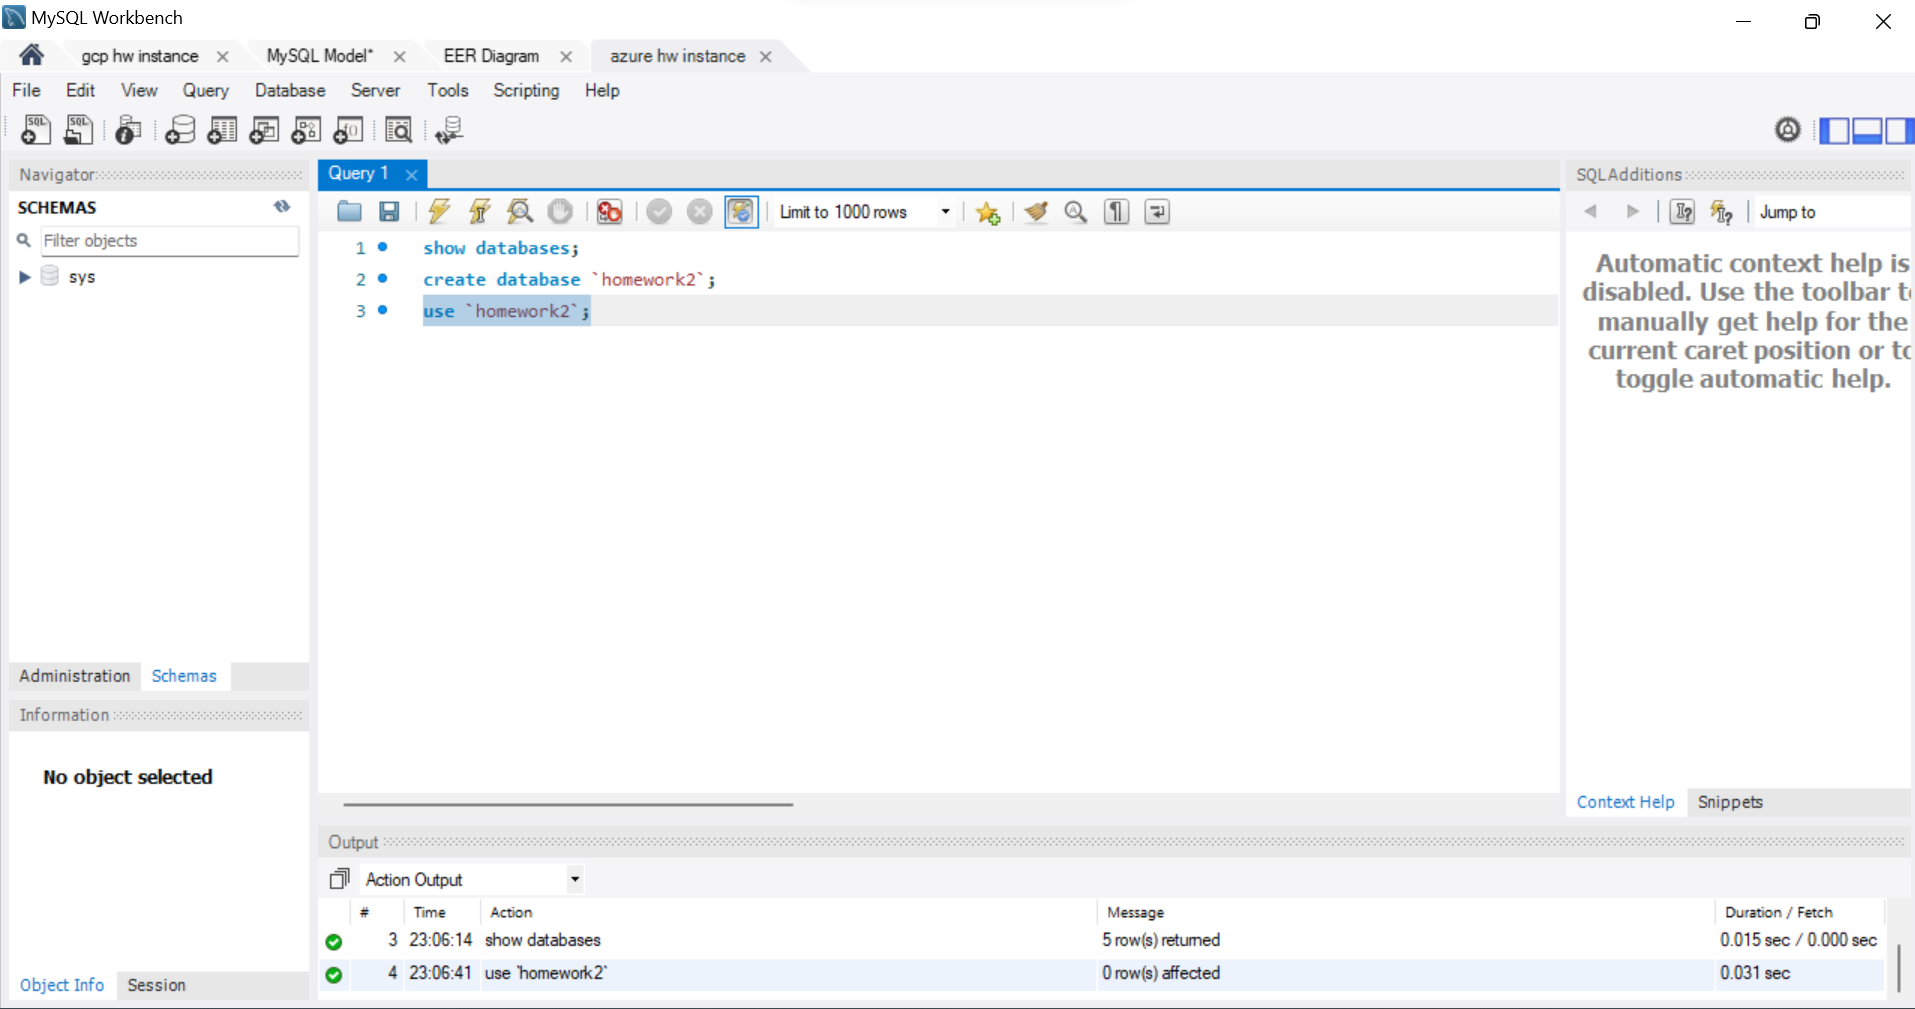 MySQL Workbench
gcp hw instance
MySQL Model*
EER Diagram
azure hw instance
File Edit View Query Database Server Tools Scripting Help
Navigator
SCHEMAS
Filter objects
sys
Administration
Schemas
Information
No object selected
Object Info
Session
Query 1
Limit to 1000 rows
1 show databases;
2 create database `homework2`;
3 use `homework2`;
Output
Action Output
# Time Action Message Duration / Fetch
3 23:06:14 show databases 5 row(s) returned 0.015 sec / 0.000 sec
4 23:06:41 use `homework2` 0 row(s) affected 0.031 sec
SQLAdditions
Jump to
Automatic context help is
disabled. Use the toolbar to
manually get help for the
current caret position or to
toggle automatic help.
Context Help
Snippets